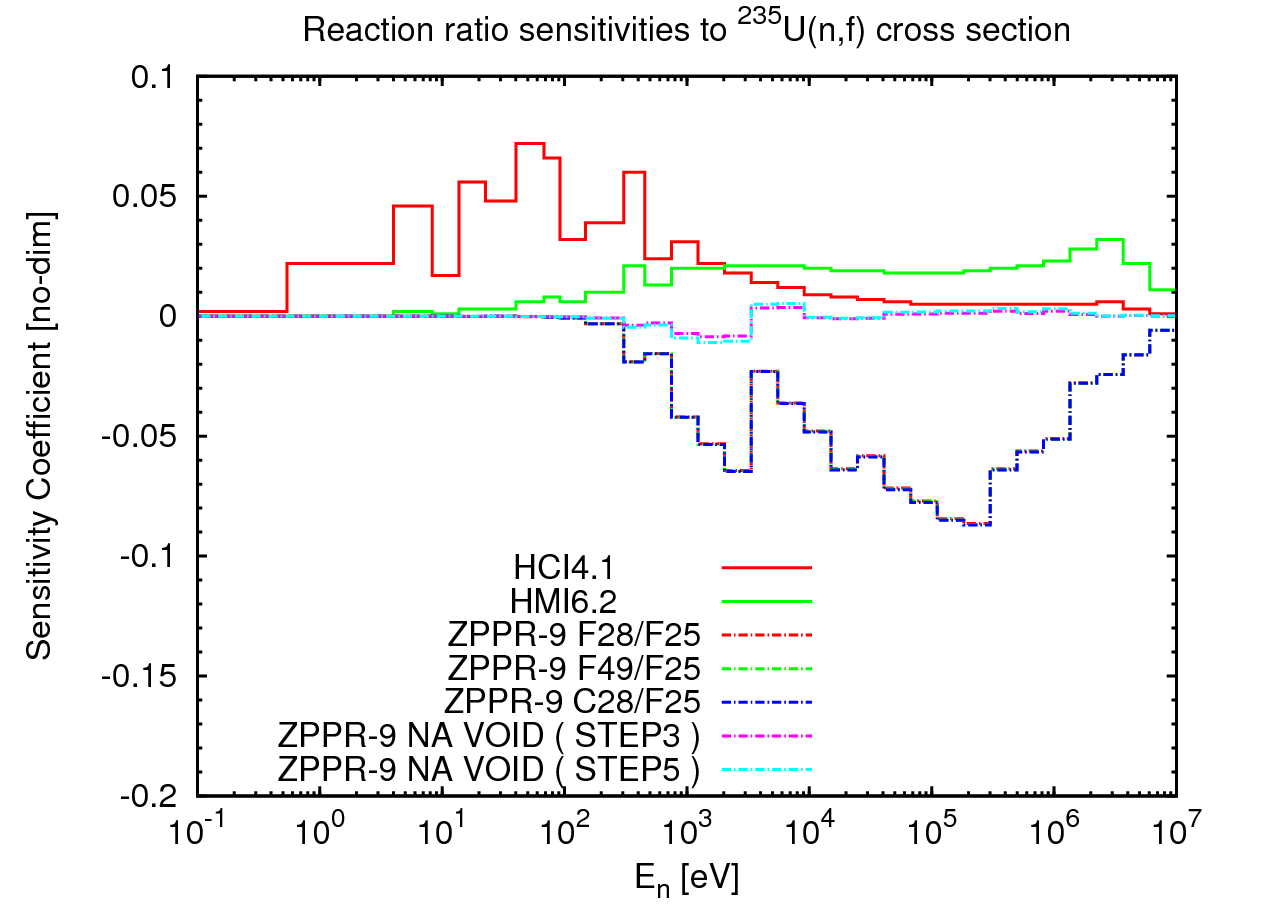 Reaction ratio sensitivities to ²³⁵U(n,f) cross section
0.1
0.05
0
-0.05
-0.1
-0.15
-0.2
Sensitivity Coefficient [no-dim]
HCI4.1
HMI6.2
ZPPR-9 F28/F25
ZPPR-9 F49/F25
ZPPR-9 C28/F25
ZPPR-9 NA VOID ( STEP3 )
ZPPR-9 NA VOID ( STEP5 )
10⁻¹ 10⁰ 10¹ 10² 10³ 10⁴ 10⁵ 10⁶ 10⁷
Eₙ [eV]